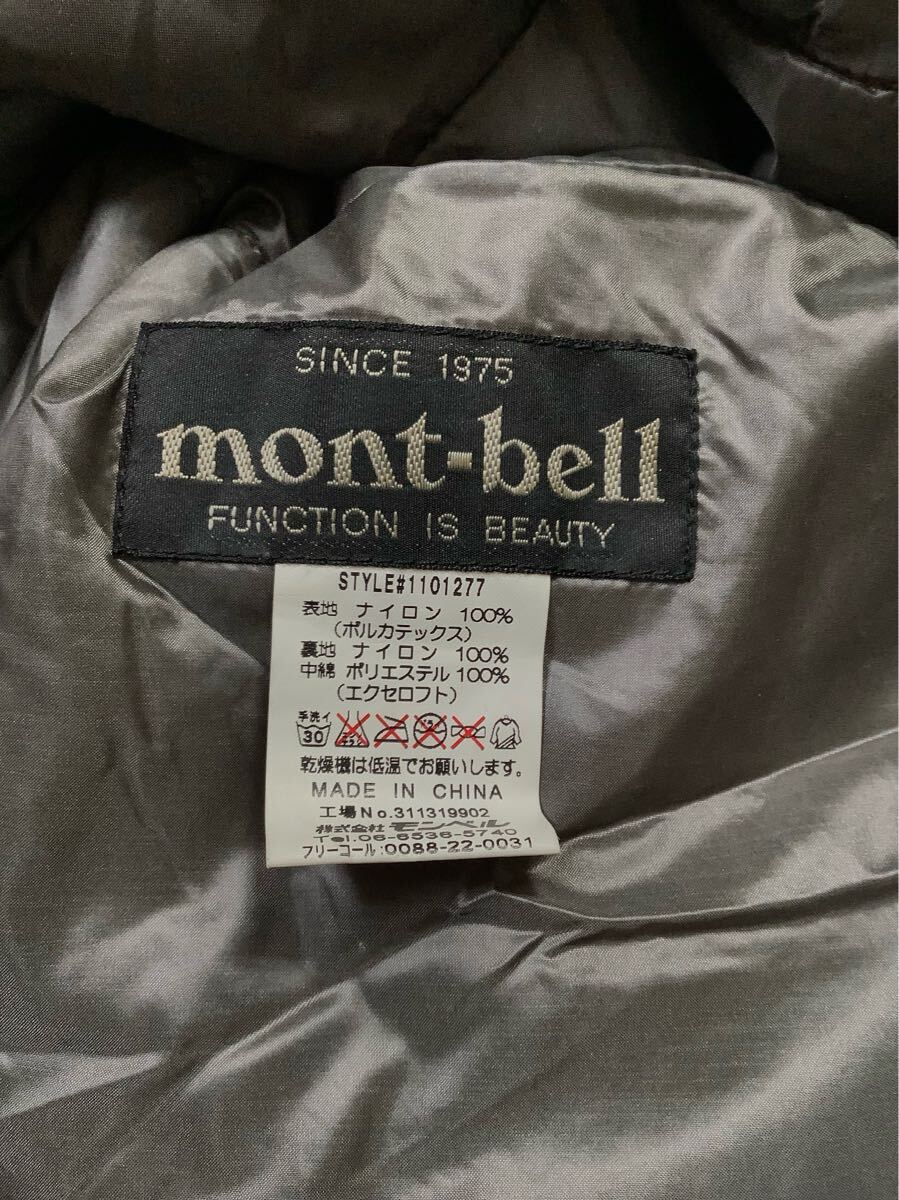 SINCE 1975
mont-bell
FUNCTION IS BEAUTY
STYLE#1101277
表地 ナイロン 100%
(ポルカテックス)
裏地 ナイロン 100%
中綿 ポリエステル 100%
(エクセロフト)
手洗イ
30
乾燥機は低温でお願いします。
MADE IN CHINA
工場No.311319902
株式会社 モンベル
Tel.06-6536-5740
フリーコール:0088-22-0031